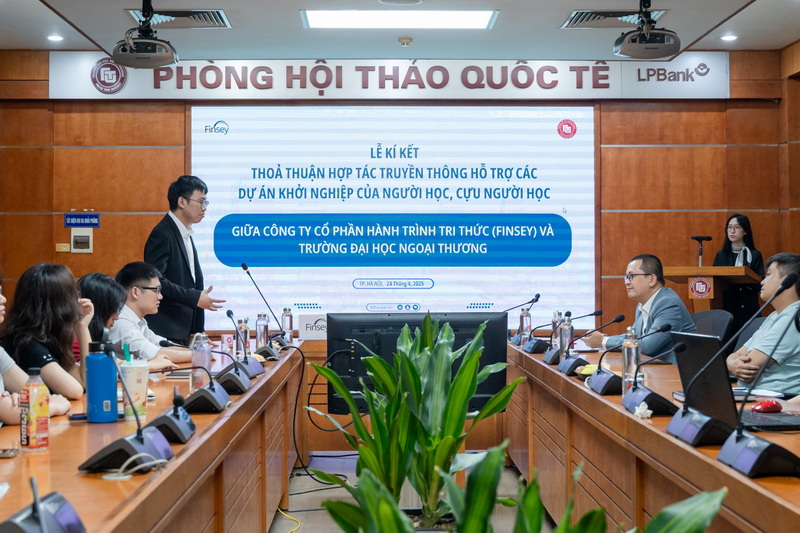 PHÒNG HỘI THẢO QUỐC TẾ
LPBank
Finsey
LỄ KÍ KẾT
THOẢ THUẬN HỢP TÁC TRUYỀN THÔNG HỖ TRỢ CÁC
DỰ ÁN KHỞI NGHIỆP CỦA NGƯỜI HỌC, CỰU NGƯỜI HỌC
GIỮA CÔNG TY CỔ PHẦN HÀNH TRÌNH TRI THỨC (FINSEY) VÀ
TRƯỜNG ĐẠI HỌC NGOẠI THƯƠNG
TP. HÀ NỘI, 24 Tháng 4, 2025
Finsey